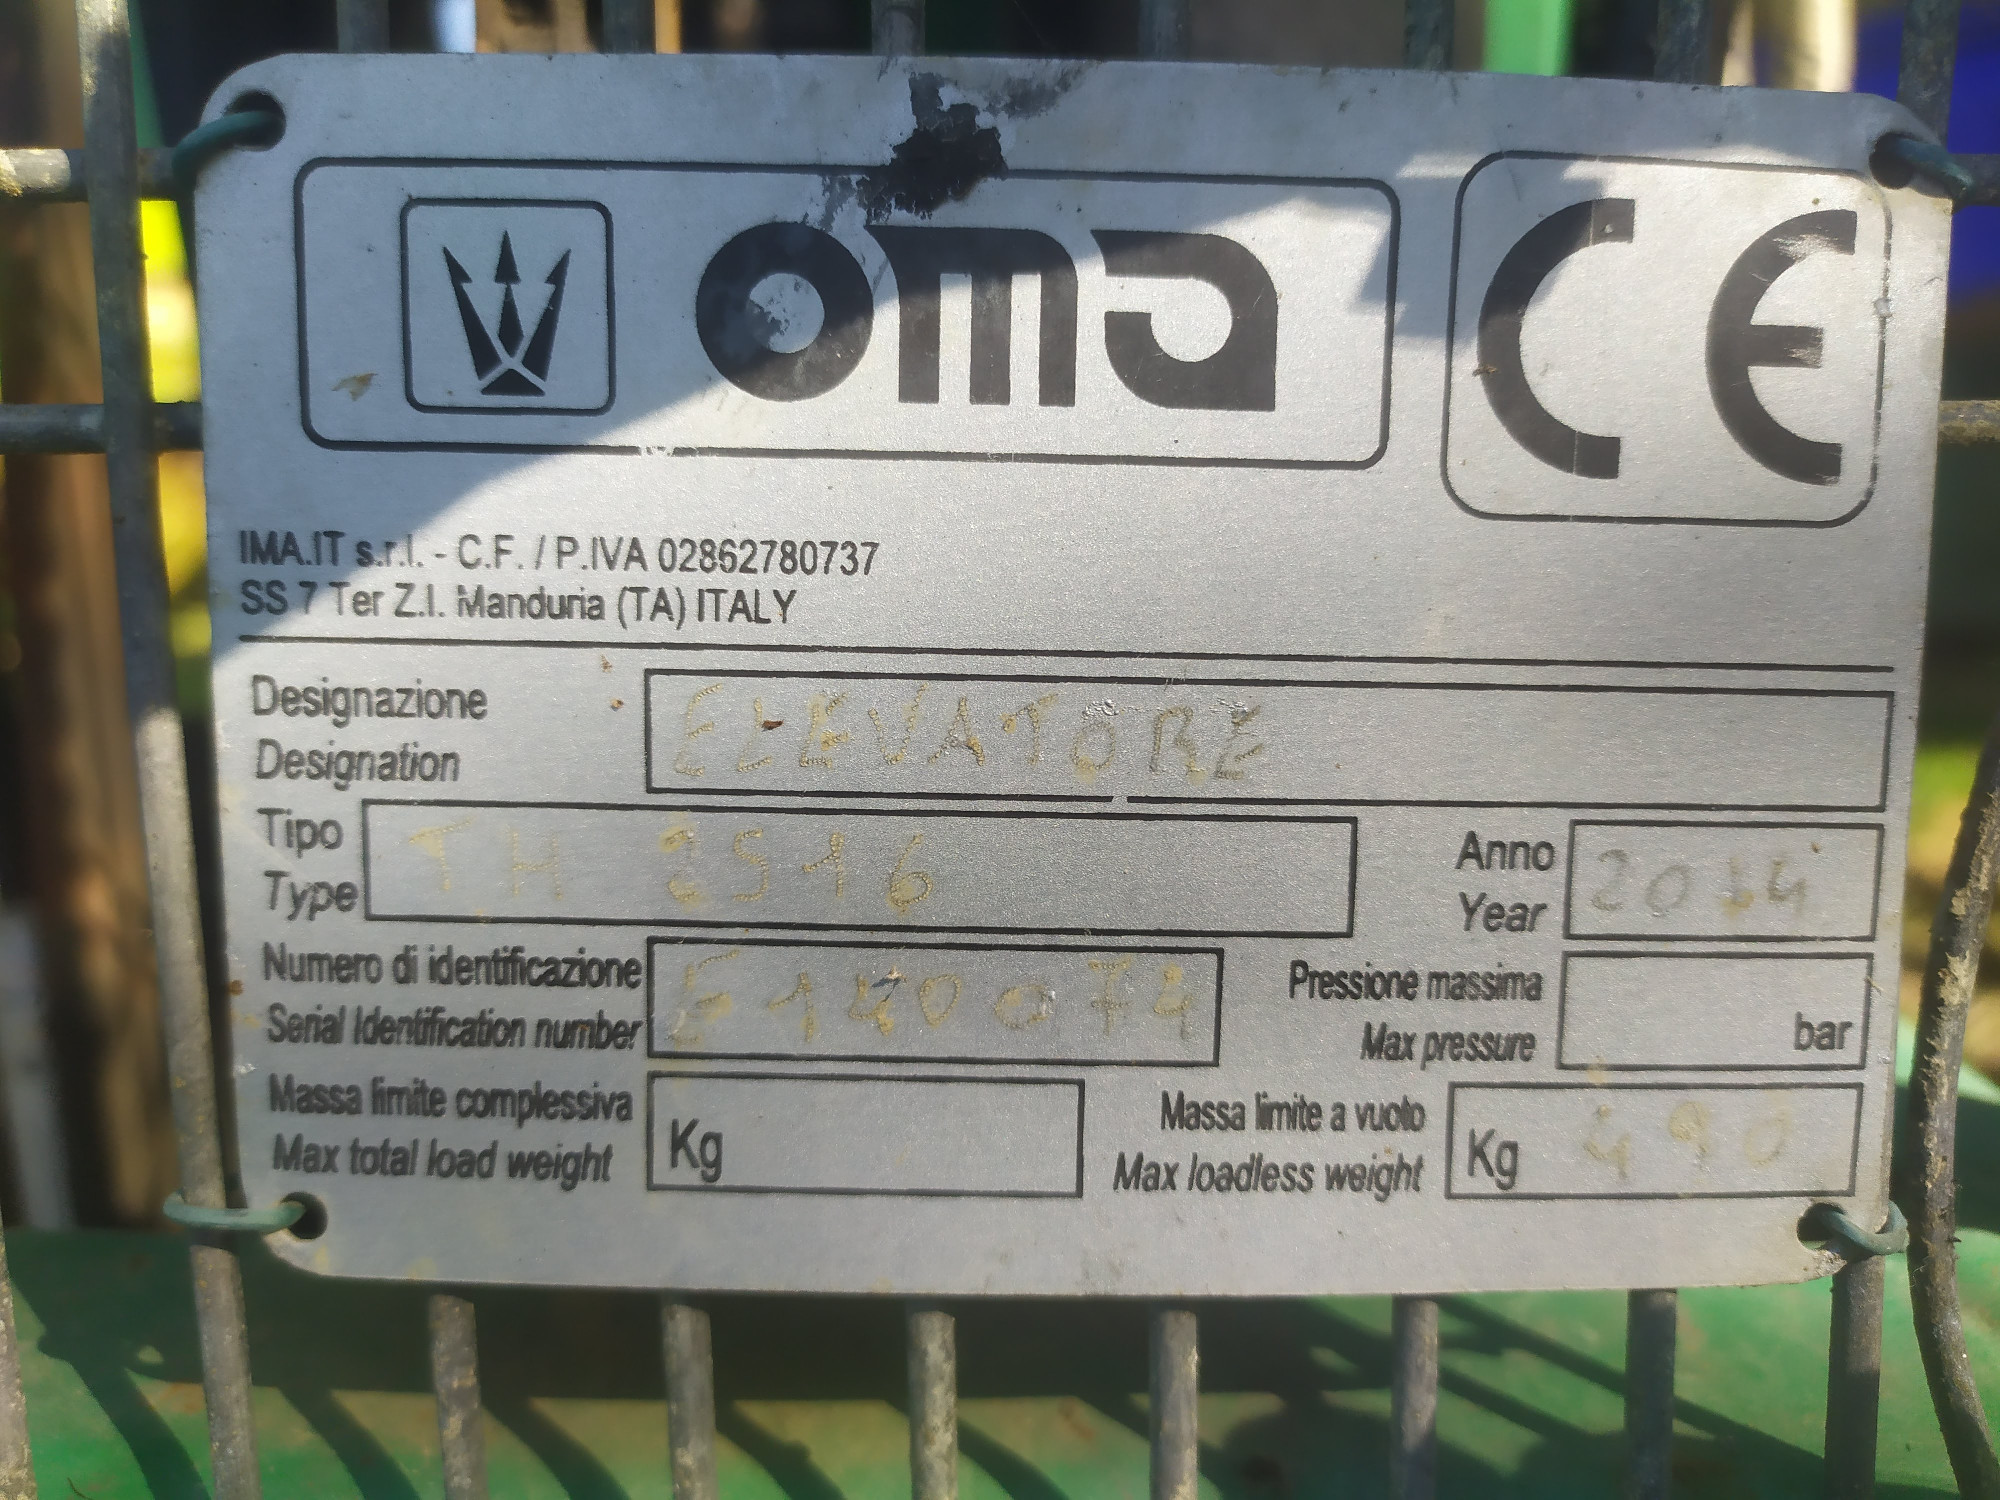 oma CE
IMA.IT s.r.l. - C.F. / P.IVA 02862780737
SS 7 Ter Z.I. Manduria (TA) ITALY
Designazione
Designation
ELEVATORE
Tipo
Type
TH 2516
Anno
Year
2014
Numero di identificazione
Serial Identification number
E140074
Pressione massima
Max pressure
bar
Massa limite complessiva
Max total load weight
Kg
Massa limite a vuoto
Max loadless weight
Kg 490